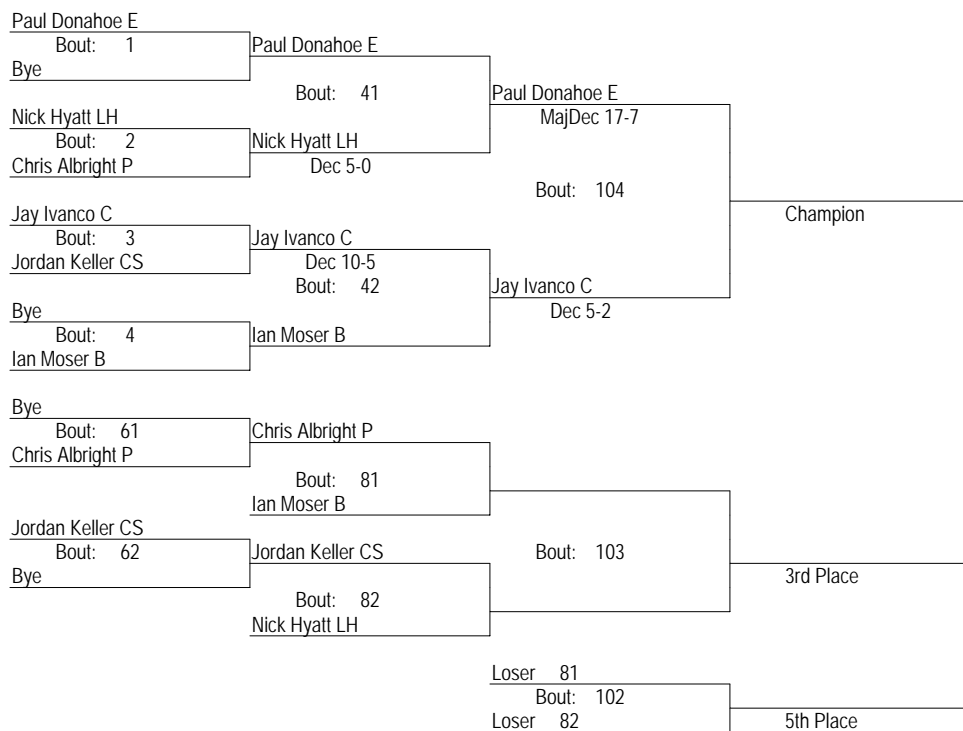 Paul Donahoe E
Bout: 1
Bye
Paul Donahoe E
Bout: 41
Nick Hyatt LH
Bout: 2
Chris Albright P
Nick Hyatt LH
Dec 5-0
Paul Donahoe E
MajDec 17-7
Bout: 104
Champion
Jay Ivanco C
Bout: 3
Jordan Keller CS
Jay Ivanco C
Dec 10-5
Bout: 42
Jay Ivanco C
Dec 5-2
Bye
Bout: 4
Ian Moser B
Ian Moser B
Bye
Bout: 61
Chris Albright P
Chris Albright P
Bout: 81
Ian Moser B
Jordan Keller CS
Bout: 62
Bye
Jordan Keller CS
Bout: 82
Nick Hyatt LH
Bout: 103
3rd Place
Loser 81
Bout: 102
Loser 82
5th Place